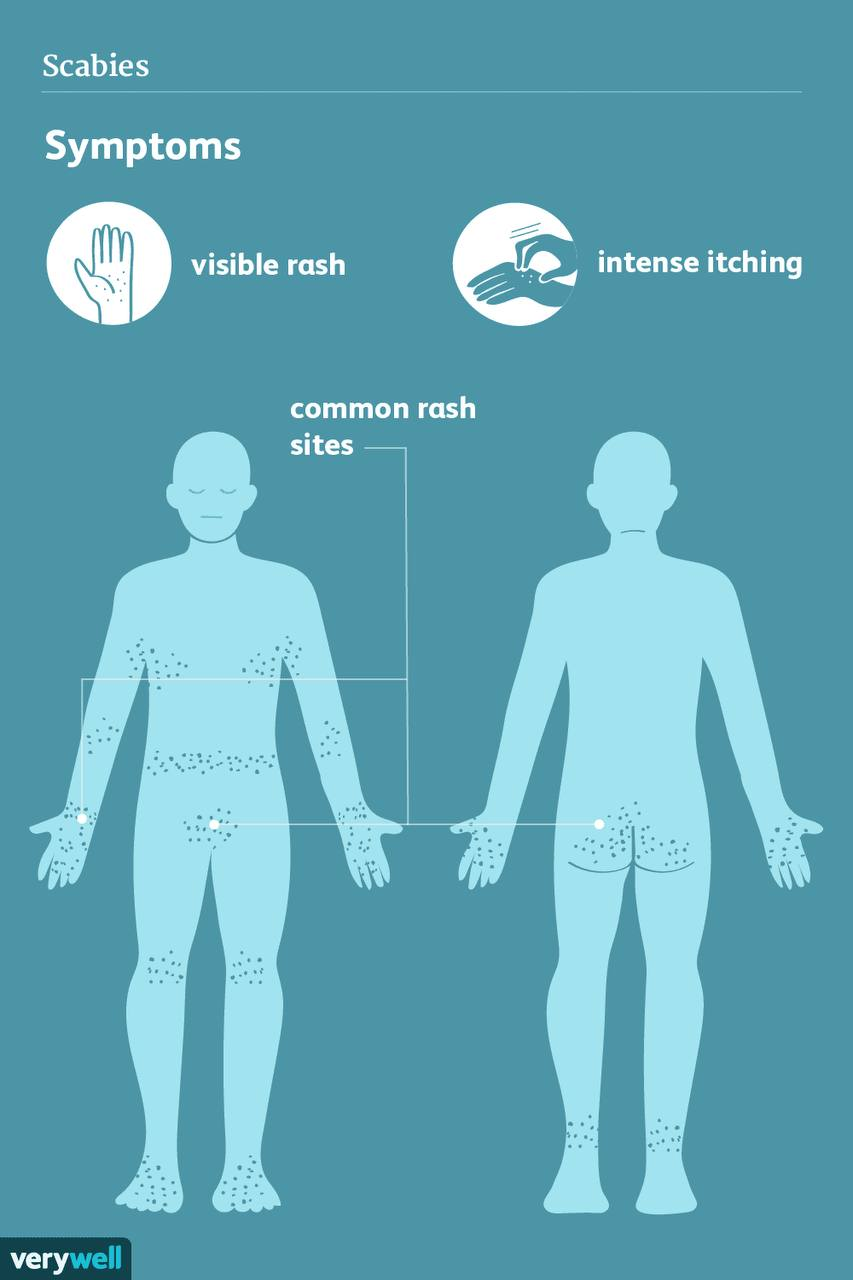 Scabies
Symptoms
visible rash
intense itching
common rash
sites
verywell